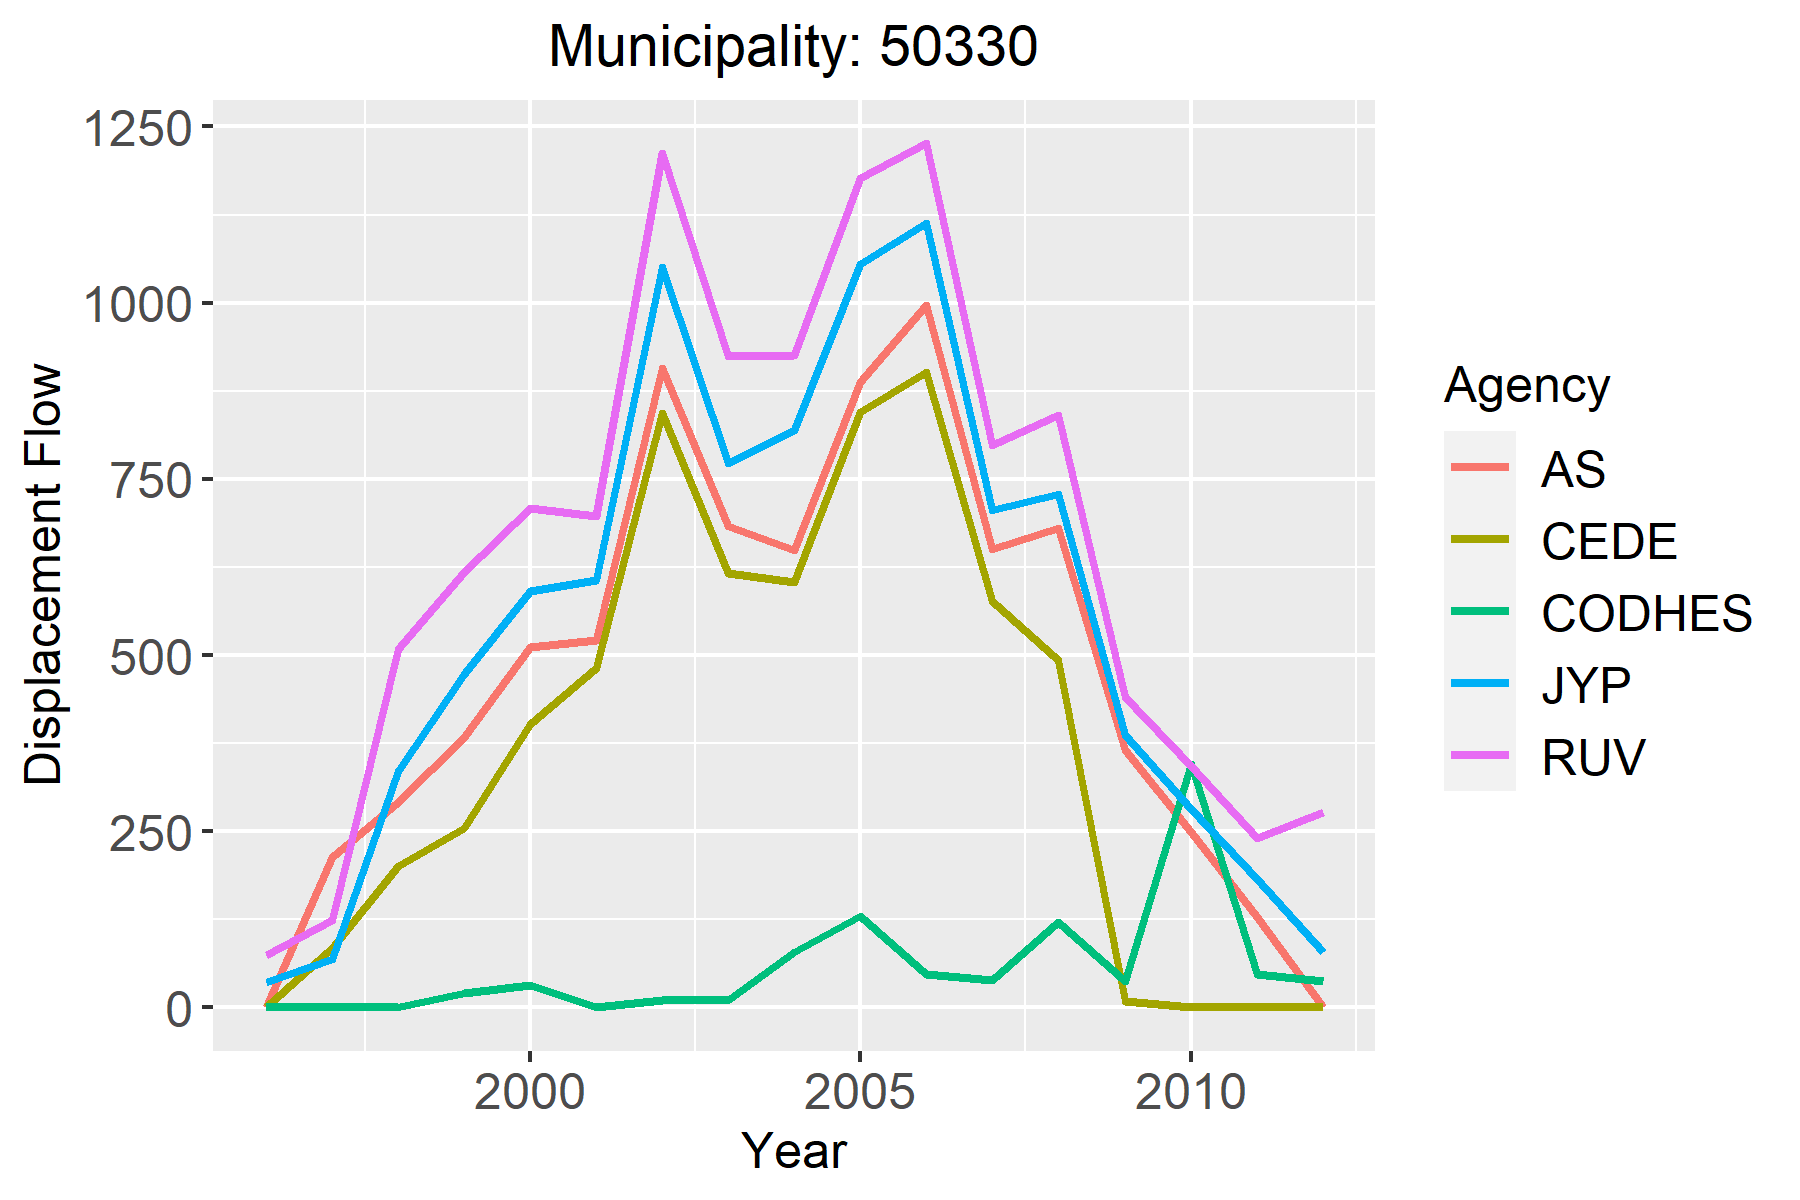 Municipality: 50330
1250
1000
750
500
250
0
Displacement Flow
2000 2005 2010
Year
Agency
AS
CEDE
CODHES
JYP
RUV